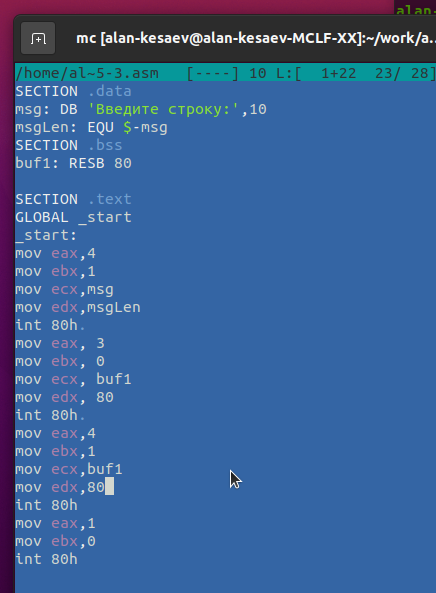 alan-
mc [alan-kesaev@alan-kesaev-MCLF-XX]:~/work/a...
/home/al~5-3.asm [----] 10 L:[ 1+22 23/ 28]
SECTION .data
msg: DB 'Введите строку:',10
msgLen: EQU $-msg
SECTION .bss
buf1: RESB 80
SECTION .text
GLOBAL _start
_start:
mov eax,4
mov ebx,1
mov ecx,msg
mov edx,msgLen
int 80h.
mov eax, 3
mov ebx, 0
mov ecx, buf1
mov edx, 80
int 80h.
mov eax,4
mov ebx,1
mov ecx,buf1
mov edx,80
int 80h
mov eax,1
mov ebx,0
int 80h